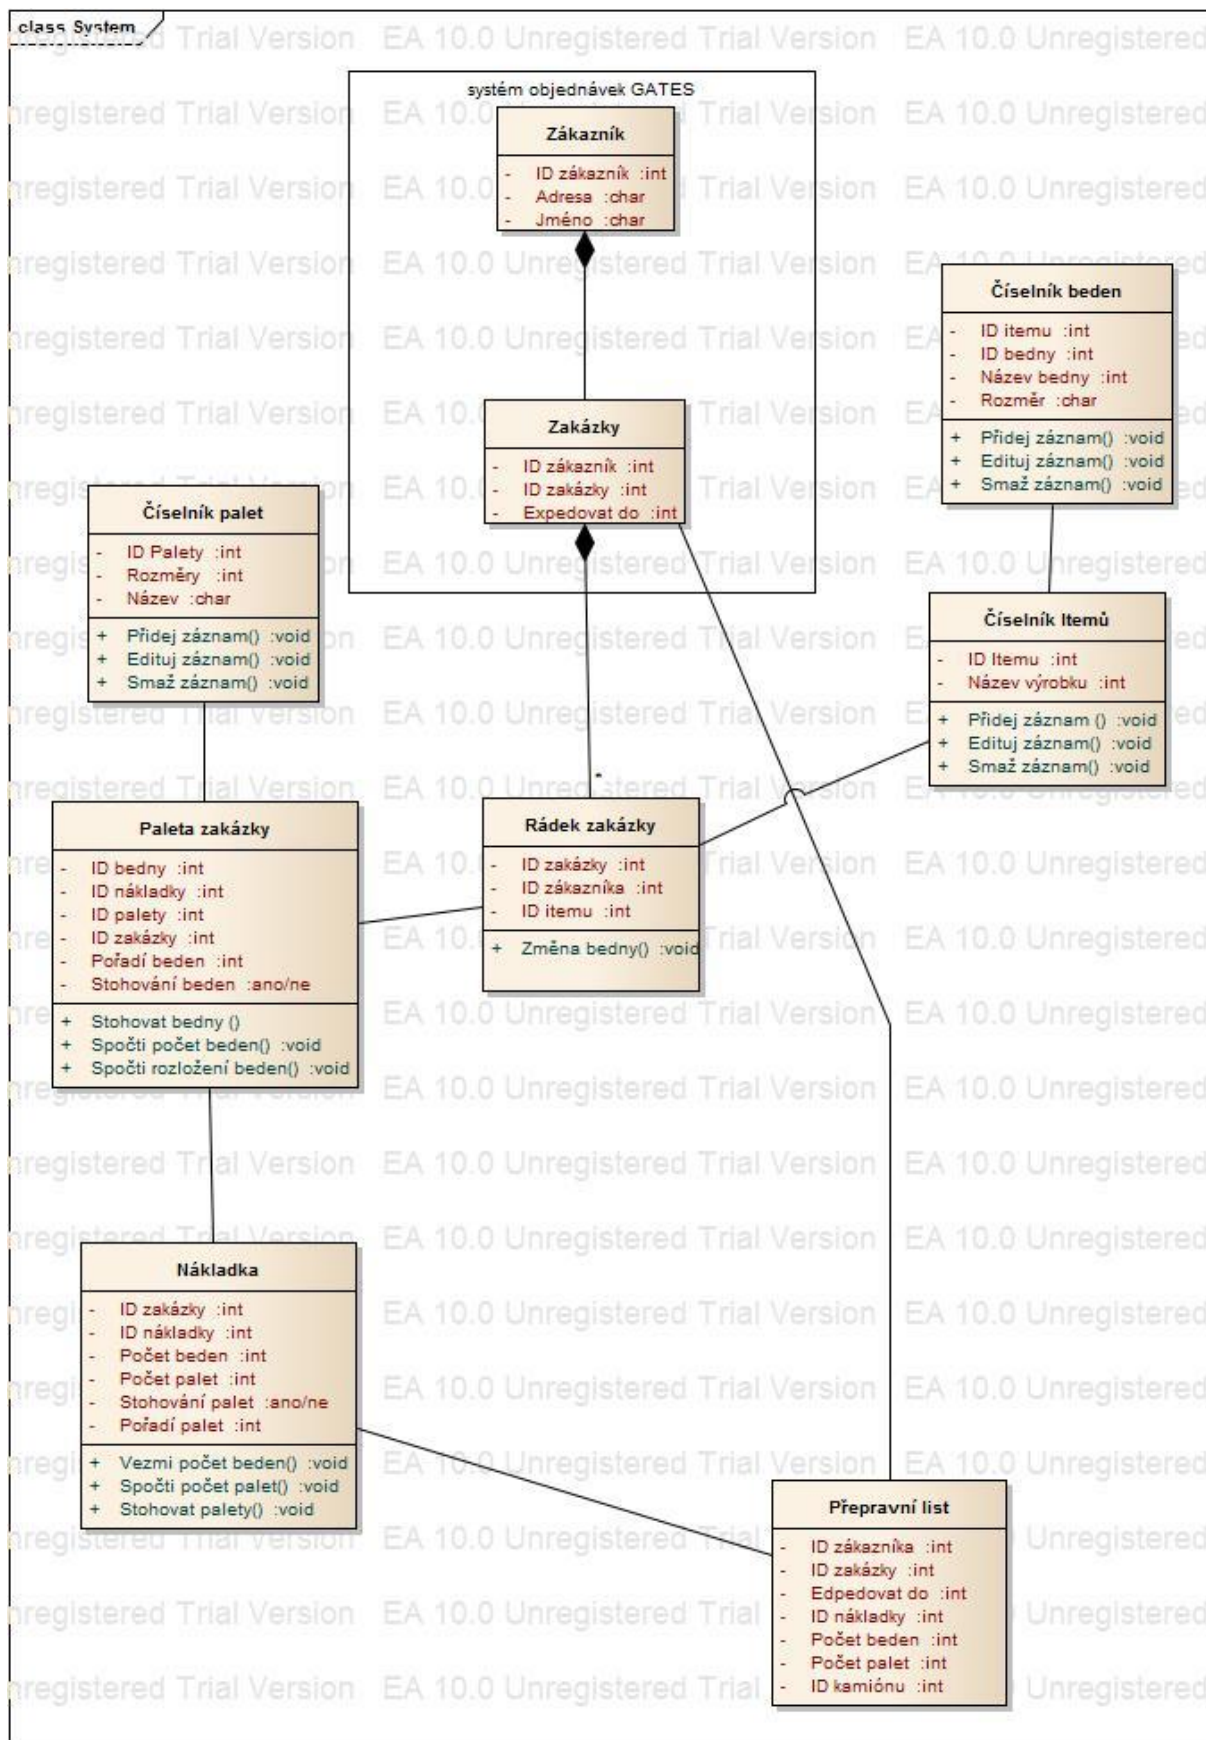 class System
systém objednávek GATES
Zákazník
- ID zákazník :int
- Adresa :char
- Jméno :char
Číselník beden
- ID itemu :int
- ID bedny :int
- Název bedny :int
- Rozměr :char
+ Přidej záznam() :void
+ Edituj záznam() :void
+ Smaž záznam() :void
Zakázky
- ID zákazník :int
- ID zakázky :int
- Expedovat do :int
Číselník palet
- ID Palety :int
- Rozměry :int
- Název :char
+ Přidej záznam() :void
+ Edituj záznam() :void
+ Smaž záznam() :void
Číselník Itemů
- ID Itemu :int
- Název výrobku :int
+ Přidej záznam () :void
+ Edituj záznam() :void
+ Smaž záznam() :void
*
Paleta zakázky
- ID bedny :int
- ID nákladky :int
- ID palety :int
- ID zakázky :int
- Pořadí beden :int
- Stohování beden :ano/ne
+ Stohovat bedny ()
+ Spočti počet beden() :void
+ Spočti rozložení beden() :void
Rádek zakázky
- ID zakázky :int
- ID zákazníka :int
- ID itemu :int
+ Změna bedny() :void
Nákladka
- ID zakázky :int
- ID nákladky :int
- Počet beden :int
- Počet palet :int
- Stohování palet :ano/ne
- Pořadí palet :int
+ Vezmi počet beden() :void
+ Spočti počet palet() :void
+ Stohovat palety() :void
Přepravní list
- ID zákazníka :int
- ID zakázky :int
- Edpedovat do :int
- ID nákladky :int
- Počet beden :int
- Počet palet :int
- ID kamiónu :int